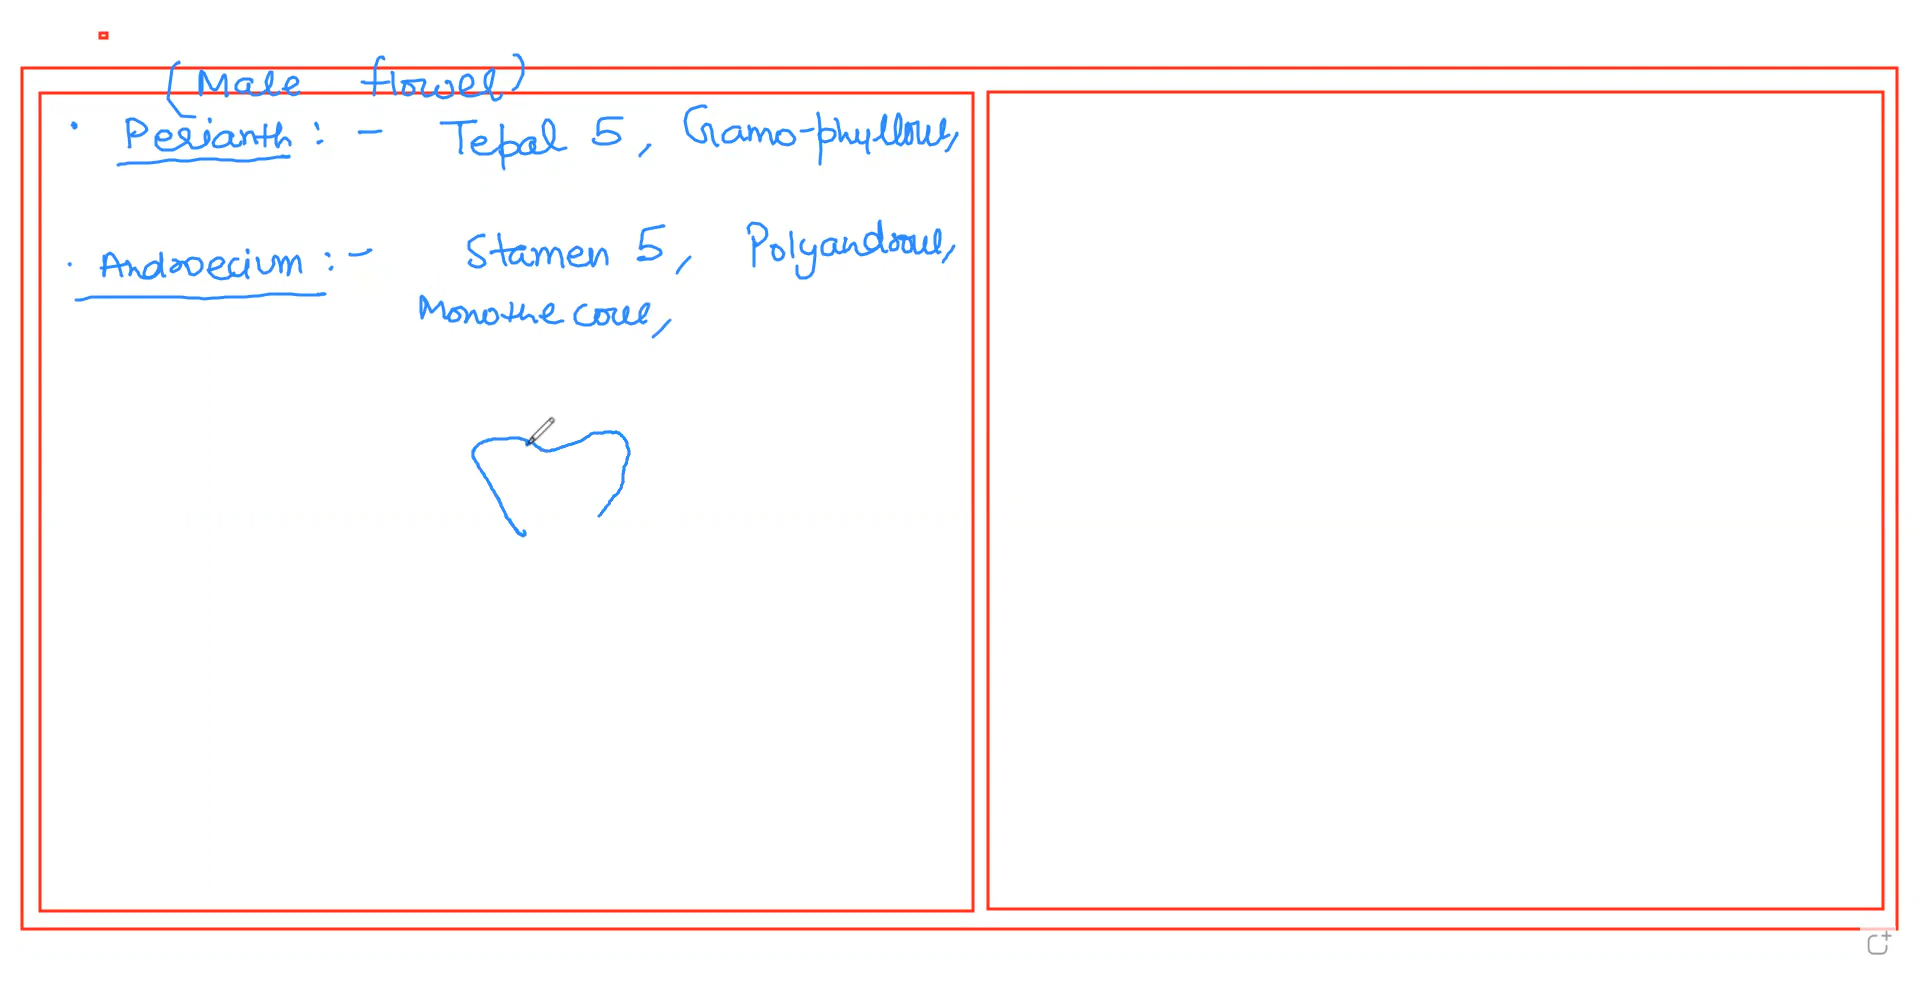 (Male flower)
• Perianth :- Tepal 5, Gamo-phyllous,
• Androecium :- Stamen 5, Polyandrous,
Monothecous,